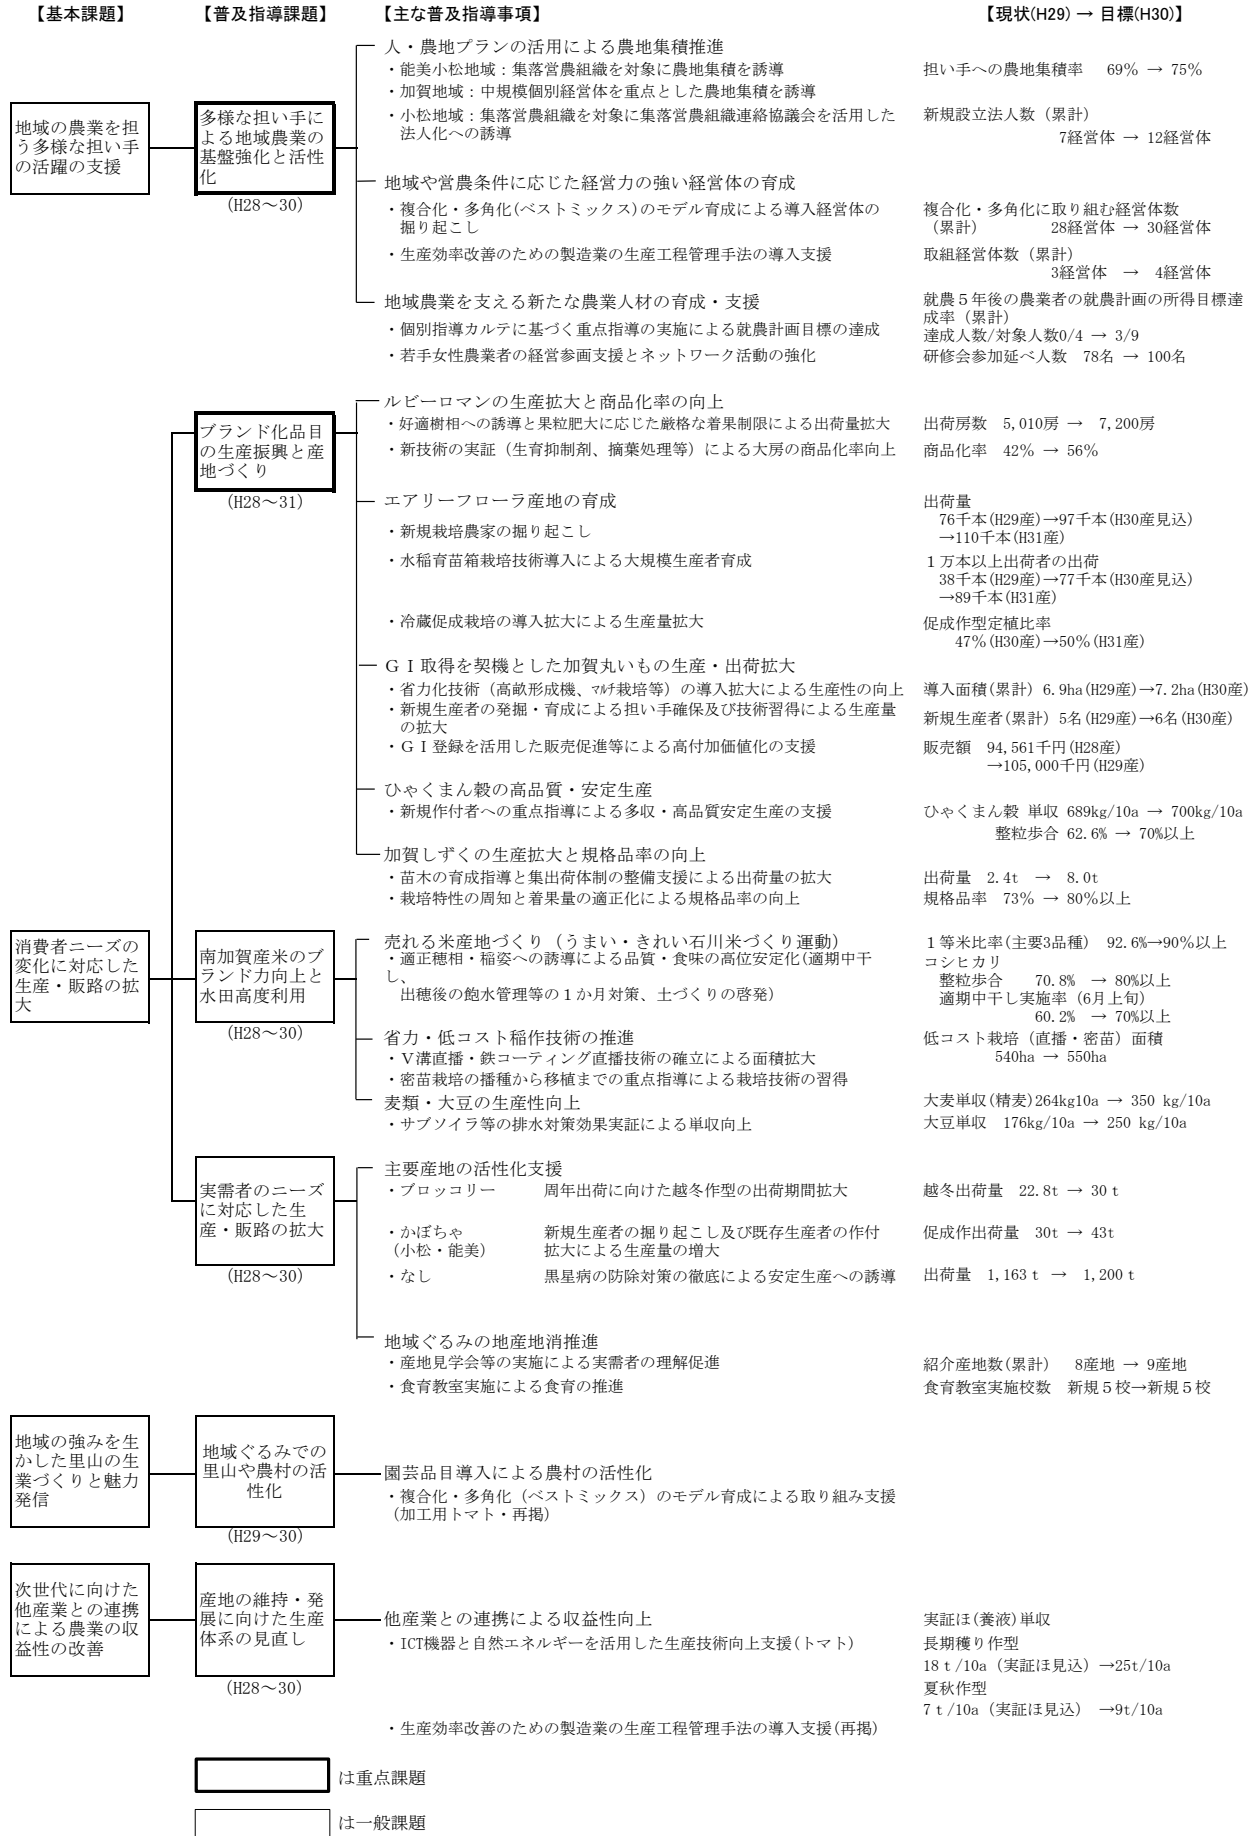 【基本課題】 【普及指導課題】 【主な普及指導事項】 【現状(H29) → 目標(H30)】
地域の農業を担
う多様な担い手
の活躍の支援
多様な担い手
による地域農業の
基盤強化と活性
化
(H28～30)
人・農地プランの活用による農地集積推進
・能美小松地域：集落営農組織を対象に農地集積を誘導 担い手への農地集積率 69% → 75%
・加賀地域：中規模個別経営体を重点とした農地集積を誘導
・小松地域：集落営農組織を対象に集落営農組織連絡協議会を活用した 新規設立法人数（累計）
法人化への誘導 7経営体 → 12経営体
地域や営農条件に応じた経営力の強い経営体の育成
・複合化・多角化(ベストミックス)のモデル育成による導入経営体の 複合化・多角化に取り組む経営体数
掘り起こし （累計） 28経営体 → 30経営体
・生産効率改善のための製造業の生産工程管理手法の導入支援 取組経営体数（累計）
3経営体 → 4経営体
地域農業を支える新たな農業人材の育成・支援 就農５年後の農業者の就農計画の所得目標達
成率（累計）
・個別指導カルテに基づく重点指導の実施による就農計画目標の達成 達成人数/対象人数0/4 → 3/9
・若手女性農業者の経営参画支援とネットワーク活動の強化 研修会参加延べ人数 78名 → 100名
消費者ニーズの
変化に対応した
生産・販路の拡
大
ブランド化品目
の生産振興と産
地づくり
(H28～31)
ルビーロマンの生産拡大と商品化率の向上
・好適樹相への誘導と果粒肥大に応じた厳格な着果制限による出荷量拡大 出荷房数 5,010房 → 7,200房
・新技術の実証（生育抑制剤、摘葉処理等）による大房の商品化率向上 商品化率 42% → 56%
エアリーフローラ産地の育成 出荷量
76千本(H29産)→97千本(H30産見込)
・新規栽培農家の掘り起こし →110千本(H31産)
・水稲育苗箱栽培技術導入による大規模生産者育成 １万本以上出荷者の出荷
38千本(H29産)→77千本(H30産見込)
→89千本(H31産)
・冷蔵促成栽培の導入拡大による生産量拡大 促成作型定植比率
47%(H30産)→50%(H31産)
ＧＩ取得を契機とした加賀丸いもの生産・出荷拡大
・省力化技術（高畝形成機、ﾏﾙﾁ栽培等）の導入拡大による生産性の向上 導入面積(累計) 6.9ha(H29産)→7.2ha(H30産)
・新規生産者の発掘・育成による担い手確保及び技術習得による生産量 新規生産者(累計) 5名(H29産)→6名(H30産)
の拡大
・ＧＩ登録を活用した販売促進等による高付加価値化の支援 販売額 94,561千円(H28産)
→105,000千円(H29産)
ひゃくまん穀の高品質・安定生産
・新規作付者への重点指導による多収・高品質安定生産の支援 ひゃくまん穀 単収 689kg/10a → 700kg/10a
整粒歩合 62.6% → 70%以上
加賀しずくの生産拡大と規格品率の向上
・苗木の育成指導と集出荷体制の整備支援による出荷量の拡大 出荷量 2.4t → 8.0t
・栽培特性の周知と着果量の適正化による規格品率の向上 規格品率 73% → 80%以上
南加賀産米のブ
ランド力向上と
水田高度利用
(H28～30)
売れる米産地づくり（うまい・きれい石川米づくり運動） １等米比率(主要3品種) 92.6%→90%以上
・適正穂相・稲姿への誘導による品質・食味の高位安定化(適期中干 コシヒカリ
し、 整粒歩合 70.8% → 80%以上
出穂後の飽水管理等の１か月対策、土づくりの啓発) 適期中干し実施率（6月上旬）
60.2% → 70%以上
省力・低コスト稲作技術の推進 低コスト栽培（直播・密苗）面積
・Ｖ溝直播・鉄コーティング直播技術の確立による面積拡大 540ha → 550ha
・密苗栽培の播種から移植までの重点指導による栽培技術の習得
麦類・大豆の生産性向上 大麦単収(精麦)264kg10a → 350 kg/10a
・サブソイラ等の排水対策効果実証による単収向上 大豆単収 176kg/10a → 250 kg/10a
実需者のニーズ
に対応した生
産・販路の拡大
(H28～30)
主要産地の活性化支援
・ブロッコリー 周年出荷に向けた越冬作型の出荷期間拡大 越冬出荷量 22.8t → 30ｔ
・かぼちゃ 新規生産者の掘り起こし及び既存生産者の作付 促成作出荷量 30t → 43t
（小松・能美） 拡大による生産量の増大
・なし 黒星病の防除対策の徹底による安定生産への誘導 出荷量 1,163ｔ → 1,200ｔ
地域ぐるみの地産地消推進
・産地見学会等の実施による実需者の理解促進 紹介産地数(累計) 8産地 → 9産地
・食育教室実施による食育の推進 食育教室実施校数 新規５校→新規５校
地域の強みを生
かした里山の生
業づくりと魅力
発信
地域ぐるみでの
里山や農村の活
性化
(H29～30)
園芸品目導入による農村の活性化
・複合化・多角化（ベストミックス）のモデル育成による取り組み支援
（加工用トマト・再掲）
次世代に向けた
他産業との連携
による農業の収
益性の改善
産地の維持・発
展に向けた生産
体系の見直し
(H28～30)
他産業との連携による収益性向上 実証ほ(養液)単収
・ICT機器と自然エネルギーを活用した生産技術向上支援(トマト) 長期穫り作型
18ｔ/10a（実証ほ見込）→25t/10a
夏秋作型
7ｔ/10a（実証ほ見込） →9t/10a
・生産効率改善のための製造業の生産工程管理手法の導入支援(再掲)
は重点課題
は一般課題